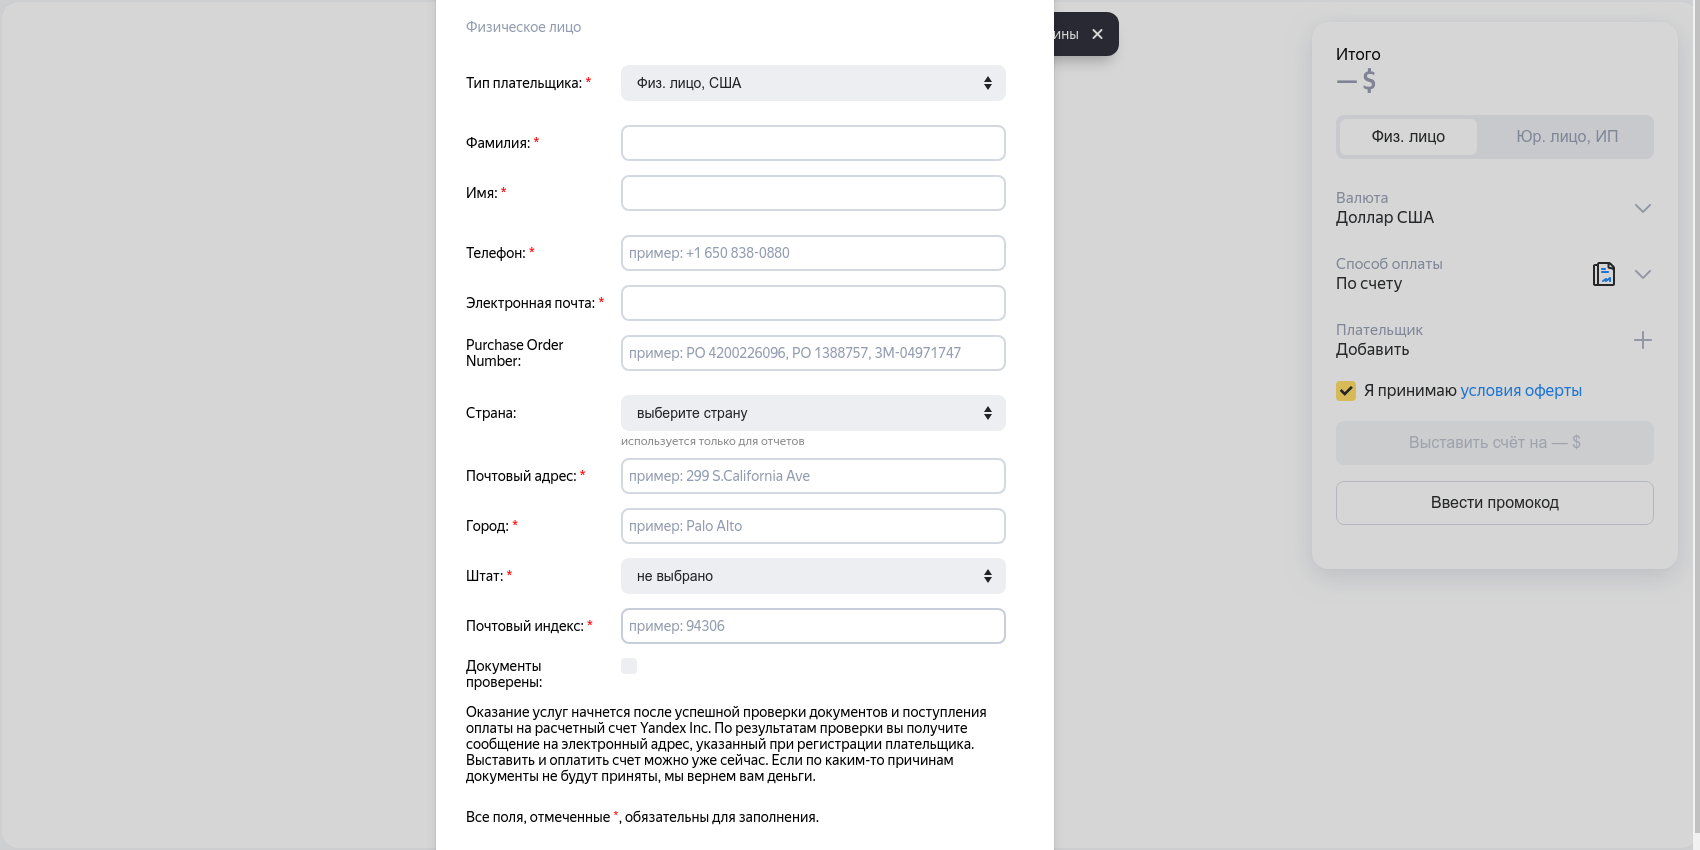 Физическое лицо
Тип плательщика: *
Физ. лицо, США
Фамилия: *
Имя: *
Телефон: *
пример: +1 650 838-0880
Электронная почта: *
Purchase Order
Number:
пример: PO 4200226096, PO 1388757, 3M-04971747
Страна:
выберите страну
используется только для отчетов
Почтовый адрес: *
пример: 299 S.California Ave
Город: *
пример: Palo Alto
Штат: *
не выбрано
Почтовый индекс: *
пример: 94306
Документы
проверены:
Оказание услуг начнется после успешной проверки документов и поступления
оплаты на расчетный счет Yandex Inc. По результатам проверки вы получите
сообщение на электронный адрес, указанный при регистрации плательщика.
Выставить и оплатить счет можно уже сейчас. Если по каким-то причинам
документы не будут приняты, мы вернем вам деньги.
Все поля, отмеченные *, обязательны для заполнения.
Итого
— $
Физ. лицо
Юр. лицо, ИП
Валюта
Доллар США
Способ оплаты
По счету
Плательщик
Добавить
Я принимаю условия оферты
Выставить счёт на — $
Ввести промокод